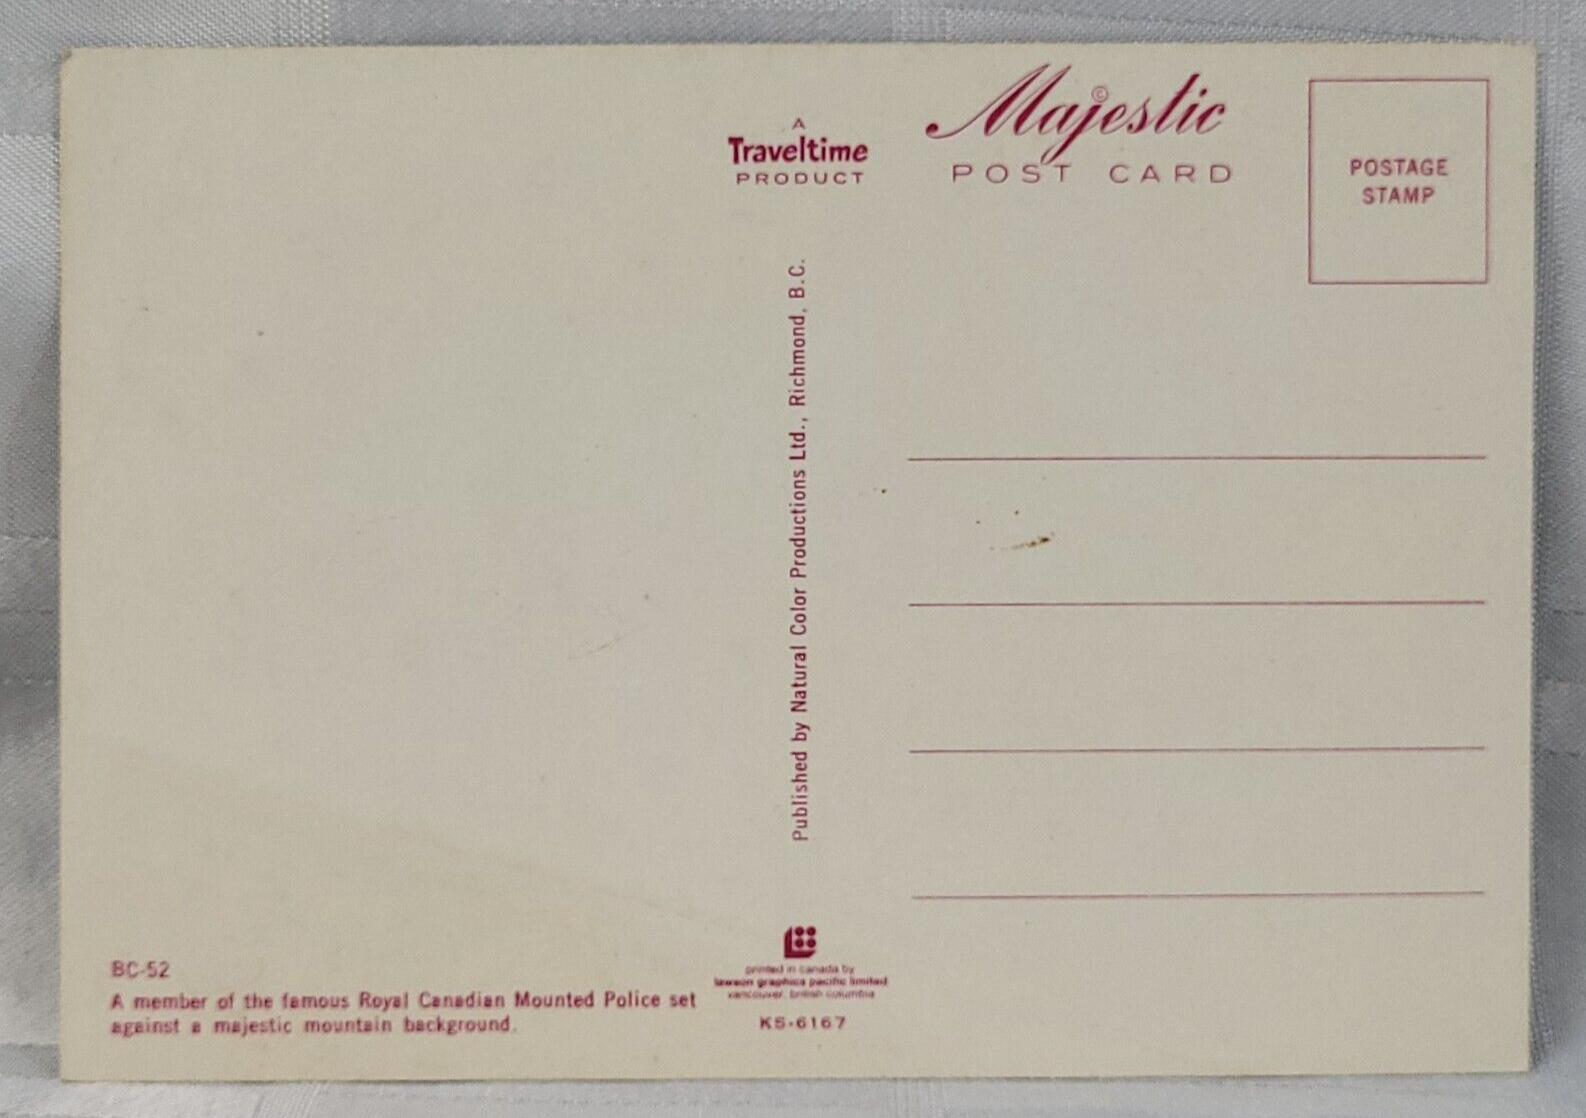 A
Traveltime
PRODUCT
Majestic ©
POST CARD
POSTAGE
STAMP
Published by Natural Color Productions Ltd., Richmond, B.C.
BC-52
A member of the famous Royal Canadian Mounted Police set
against a majestic mountain background.
printed in canada by
lawson graphics pacific limited
vancouver, british columbia
KS-6167